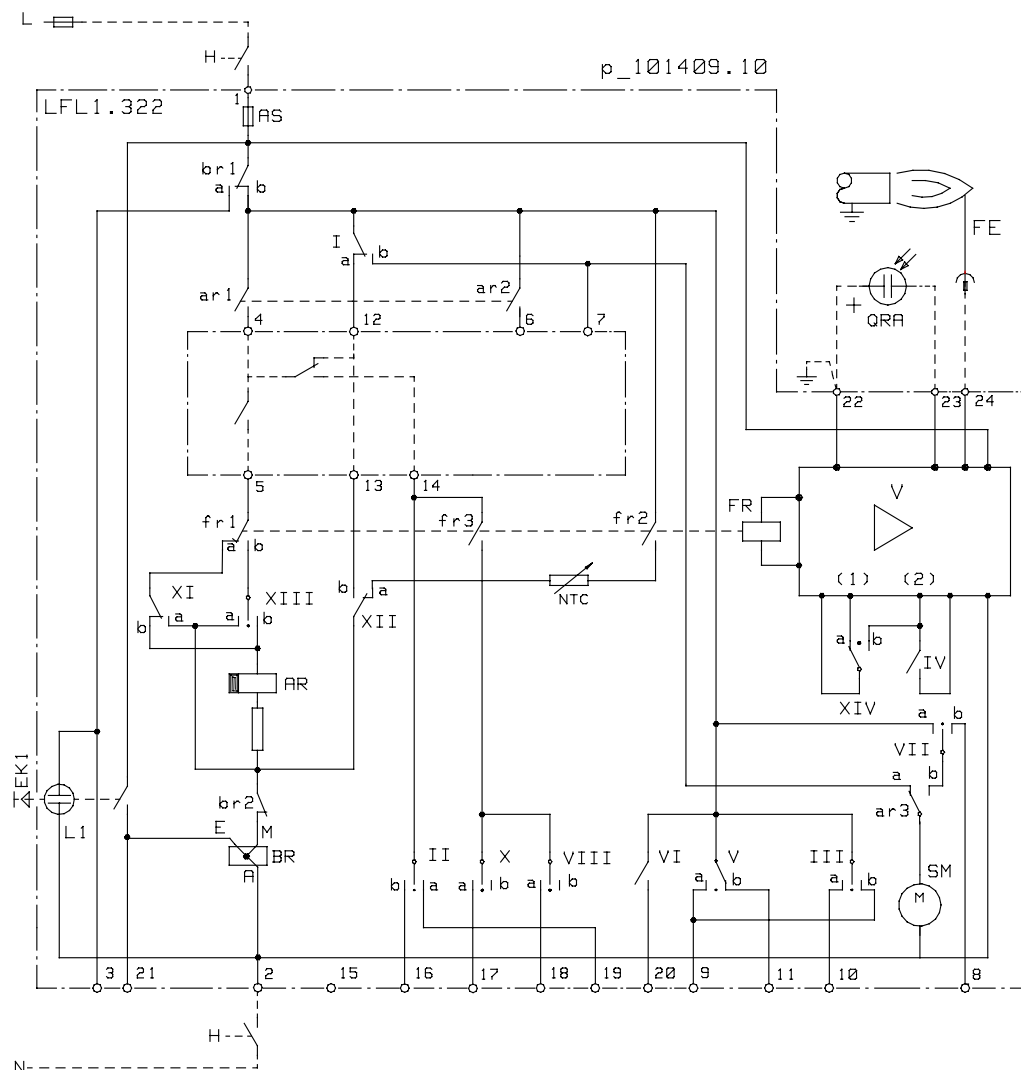 L
H
p_101409.10
LFL1.322
1
AS
br1
a b
FE
I
a b
ar1
ar2
+
QRA
4 12 6 7
22 23 24
5 13 14
V
FR
fr1
fr3
fr2
a b
(1) (2)
b a
XI
XIII
NTC
b a a b
XII
a b
IV
AR
XIV
a b
VII
EK1
a b
br2
ar3
L1
E M
BR
A
II X VIII VI V III
SM
M
b a a b a b a b a b
3 21 2 15 16 17 18 19 20 9 11 10 8
H
N